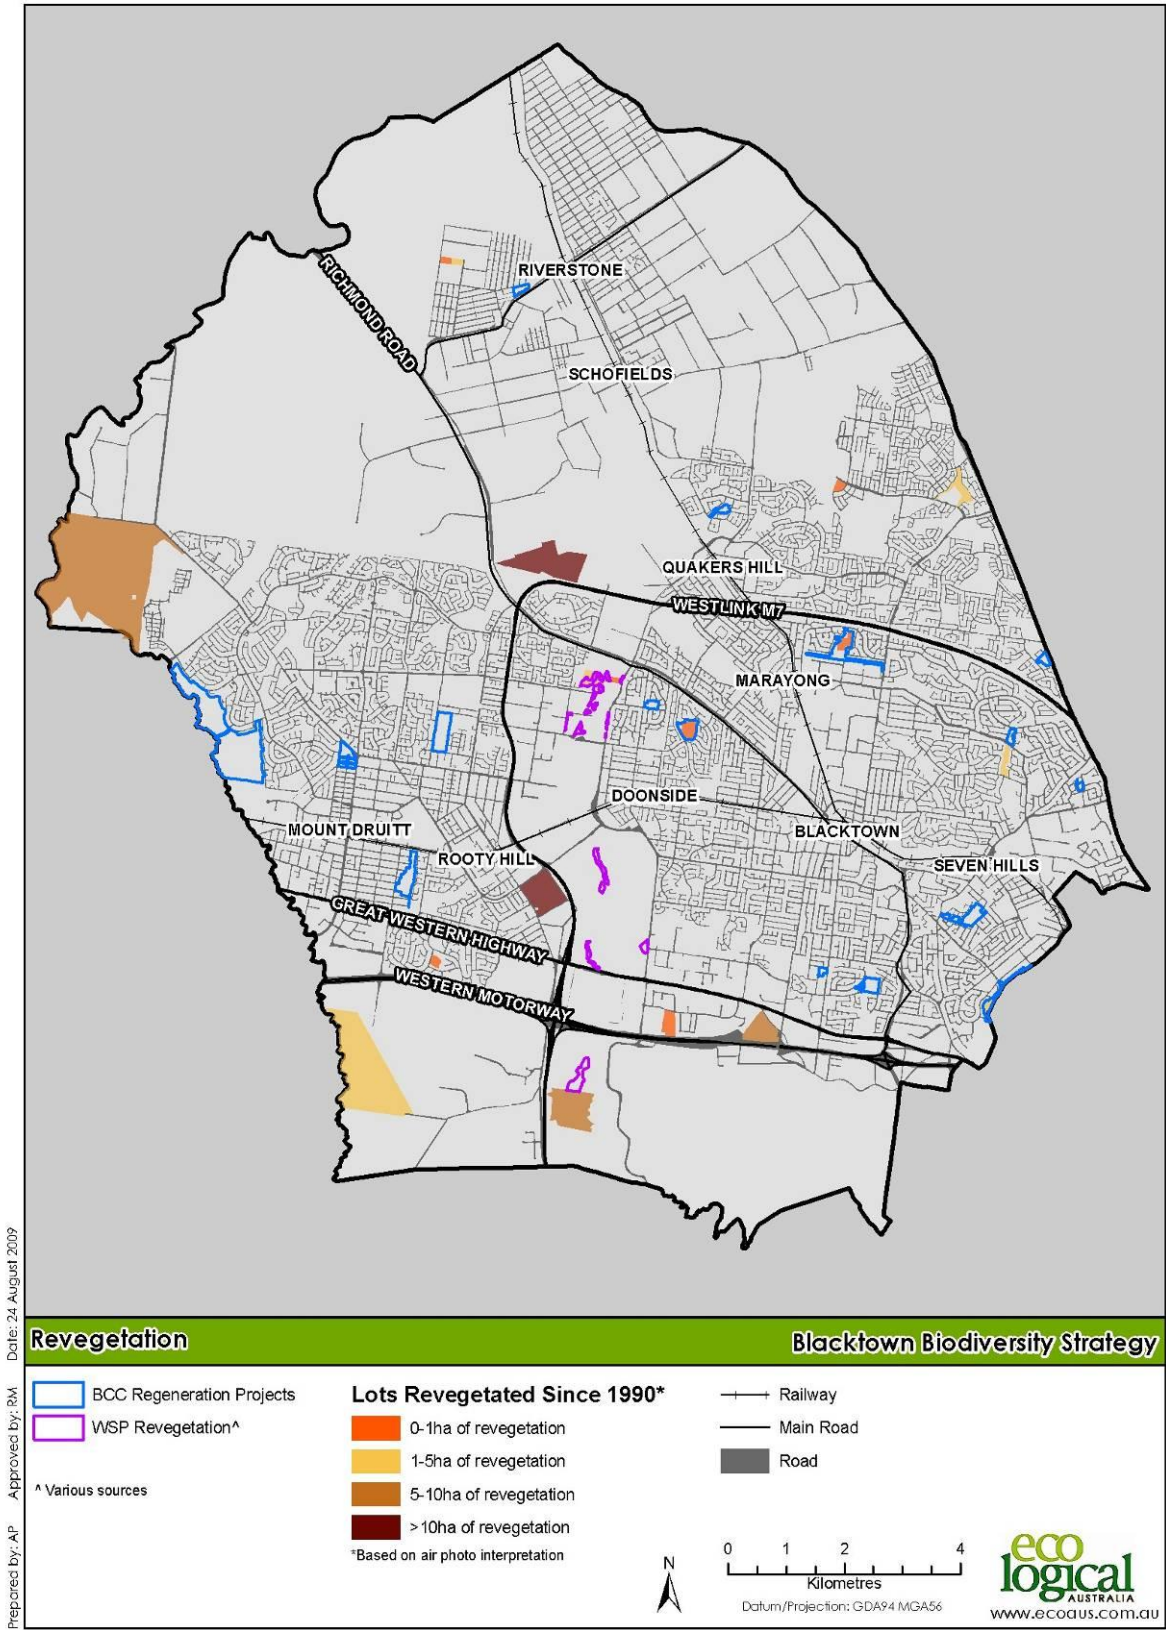 RIVERSTONE
RICHMOND ROAD
SCHOFIELDS
QUAKERS HILL
WESTLINK M7
MARAYONG
DOONSIDE
BLACKTOWN
MOUNT DRUITT
ROOTY HILL
SEVEN HILLS
GREAT WESTERN HIGHWAY
WESTERN MOTORWAY
Prepared by: AP Approved by: RM Date: 24 August 2009
Revegetation
Blacktown Biodiversity Strategy
BCC Regeneration Projects
WSP Revegetation^
^ Various sources
Lots Revegetated Since 1990*
0-1ha of revegetation
1-5ha of revegetation
5-10ha of revegetation
>10ha of revegetation
*Based on air photo interpretation
Railway
Main Road
Road
N
0 1 2 4
Kilometres
Datum/Projection: GDA94 MGA56
eco
logical
AUSTRALIA
www.ecoaus.com.au